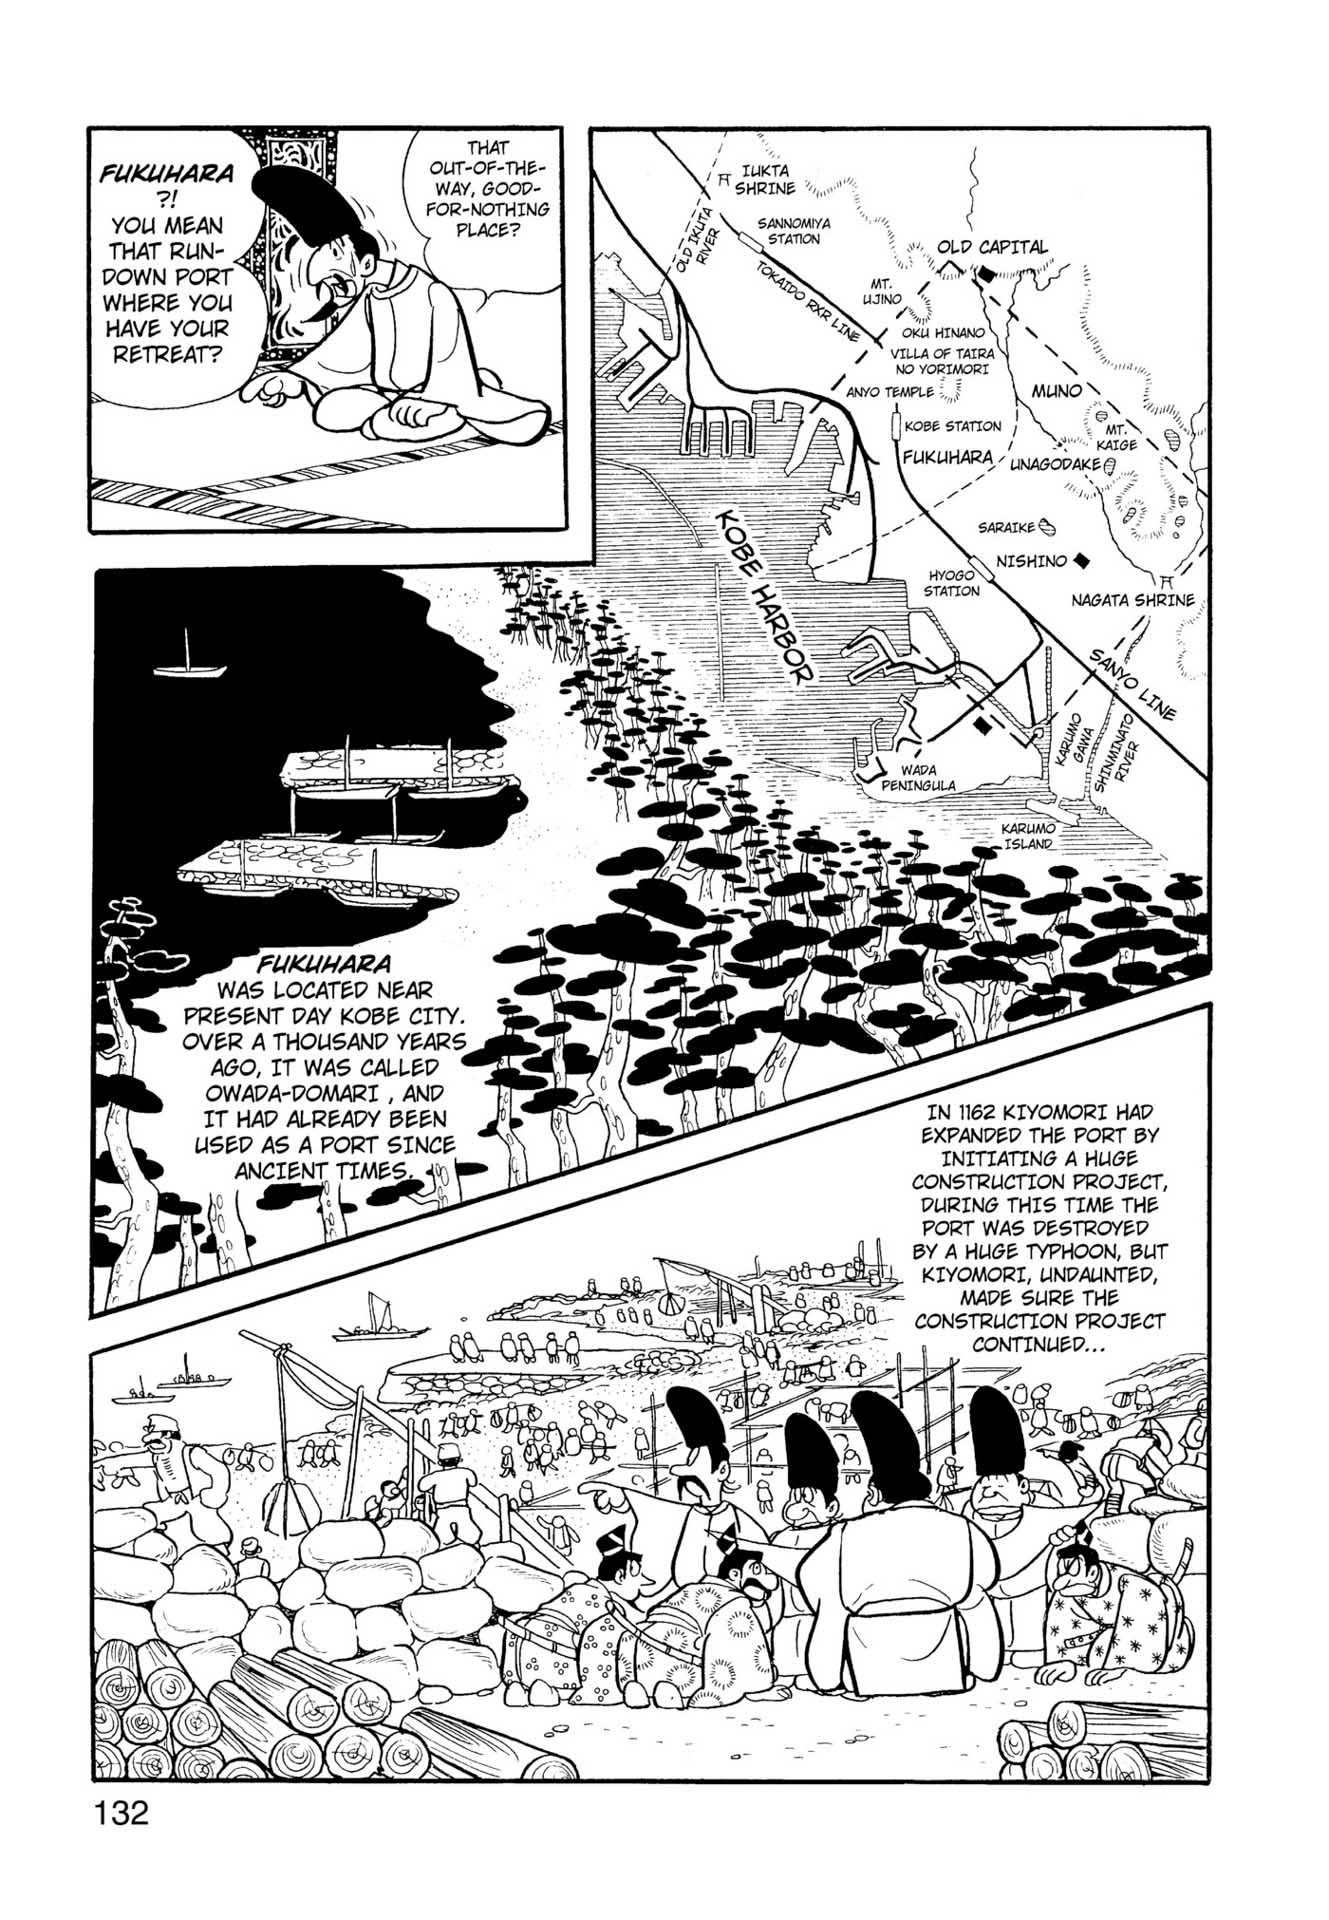 FUKUHARA
?!
YOU MEAN
THAT RUN-
DOWN PORT
WHERE YOU
HAVE YOUR
RETREAT?
THAT
OUT-OF-THE-
WAY, GOOD-
FOR-NOTHING
PLACE?
IUKTA
SHRINE
OLD IKUTA
RIVER
SANNOMIYA
STATION
TOKAIDO RXR LINE
OLD CAPITAL
MT.
UJINO
OKU HINANO
VILLA OF TAIRA
NO YORIMORI
ANYO TEMPLE
MUNO
KOBE STATION
MT.
KAIGE
FUKUHARA
UNAGODAKE
SARAIKE
NISHINO
HYOGO
STATION
NAGATA SHRINE
KOBE HARBOR
SANYO LINE
KARUMO
GAWA
SHINMINATO
RIVER
WADA
PENINGULA
KARUMO
ISLAND
FUKUHARA
WAS LOCATED NEAR
PRESENT DAY KOBE CITY.
OVER A THOUSAND YEARS
AGO, IT WAS CALLED
OWADA-DOMARI , AND
IT HAD ALREADY BEEN
USED AS A PORT SINCE
ANCIENT TIMES.
IN 1162 KIYOMORI HAD
EXPANDED THE PORT BY
INITIATING A HUGE
CONSTRUCTION PROJECT,
DURING THIS TIME THE
PORT WAS DESTROYED
BY A HUGE TYPHOON, BUT
KIYOMORI, UNDAUNTED,
MADE SURE THE
CONSTRUCTION PROJECT
CONTINUED...
132